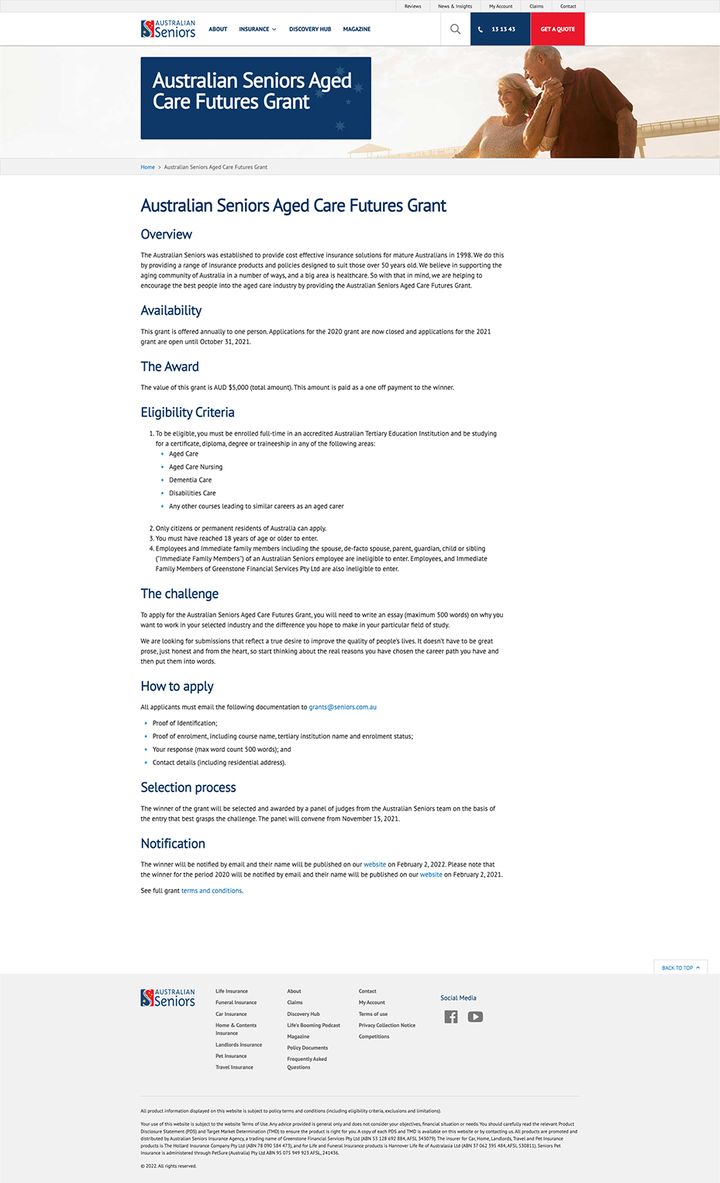 Reviews
News & Insights
My Account
Claims
Contact
AUSTRALIAN
Seniors
ABOUT
INSURANCE
DISCOVERY HUB
MAGAZINE
13 13 43
GET A QUOTE
Australian Seniors Aged
Care Futures Grant
Home > Australian Seniors Aged Care Futures Grant
Australian Seniors Aged Care Futures Grant
Overview
The Australian Seniors was established to provide cost effective insurance solutions for mature Australians in 1998. We do this
by providing a range of insurance products and policies designed to suit those over 50 years old. We believe in supporting the
aging community of Australia in a number of ways, and a big area is healthcare. So with that in mind, we are helping to
encourage the best people into the aged care industry by providing the Australian Seniors Aged Care Futures Grant.
Availability
This grant is offered annually to one person. Applications for the 2020 grant are now closed and applications for the 2021
grant are open until October 31, 2021.
The Award
The value of this grant is AUD $5,000 (total amount). This amount is paid as a one off payment to the winner.
Eligibility Criteria
1. To be eligible, you must be enrolled full-time in an accredited Australian Tertiary Education Institution and be studying
for a certificate, diploma, degree or traineeship in any of the following areas:
• Aged Care
• Aged Care Nursing
• Dementia Care
• Disabilities Care
• Any other courses leading to similar careers as an aged carer
2. Only citizens or permanent residents of Australia can apply.
3. You must have reached 18 years of age or older to enter.
4. Employees and Immediate family members including the spouse, de-facto spouse, parent, guardian, child or sibling
("Immediate Family Members") of an Australian Seniors employee are ineligible to enter. Employees, and Immediate
Family Members of Greenstone Financial Services Pty Ltd are also ineligible to enter.
The challenge
To apply for the Australian Seniors Aged Care Futures Grant, you will need to write an essay (maximum 500 words) on why you
want to work in your selected industry and the difference you hope to make in your particular field of study.
We are looking for submissions that reflect a true desire to improve the quality of people's lives. It doesn't have to be great
prose, just honest and from the heart, so start thinking about the real reasons you have chosen the career path you have and
then put them into words.
How to apply
All applicants must email the following documentation to grants@seniors.com.au
• Proof of Identification;
• Proof of enrolment, including course name, tertiary institution name and enrolment status;
• Your response (max word count 500 words); and
• Contact details (including residential address).
Selection process
The winner of the grant will be selected and awarded by a panel of judges from the Australian Seniors team on the basis of
the entry that best grasps the challenge. The panel will convene from November 15, 2021.
Notification
The winner will be notified by email and their name will be published on our website on February 2, 2022. Please note that
the winner for the period 2020 will be notified by email and their name will be published on our website on February 2, 2021.
See full grant terms and conditions.
BACK TO TOP
AUSTRALIAN
Seniors
Life Insurance
Funeral Insurance
Car Insurance
Home & Contents
Insurance
Landlords Insurance
Pet Insurance
Travel Insurance
About
Claims
Discovery Hub
Life's Booming Podcast
Magazine
Policy Documents
Frequently Asked
Questions
Contact
My Account
Terms of use
Privacy Collection Notice
Competitions
Social Media
All product information displayed on this website is subject to policy terms and conditions (including eligibility criteria, exclusions and limitations).
Your use of this website is subject to the website Terms of Use. Any advice provided is general only and does not consider your objectives, financial situation or needs. You should carefully read the relevant Product
Disclosure Statement (PDS) and Target Market Determination (TMD) to ensure the product is right for you. A copy of each PDS and TMD is available on this website or by contacting us. All products are promoted and
distributed by Australian Seniors Insurance Agency, a trading name of Greenstone Financial Services Pty Ltd (ABN 53 128 692 884, AFSL 343079). The Insurer for Car, Home, Landlords, Travel and Pet Insurance
products is The Hollard Insurance Company Pty Ltd (ABN 78 090 584 473), and for Life and Funeral Insurance products is Hannover Life Re of Australasia Ltd (ABN 37 062 395 484, AFSL 530811). Seniors Pet
Insurance is administered through PetSure (Australia) Pty Ltd ABN 95 075 949 923 AFSL, 241436.
© 2022. All rights reserved.